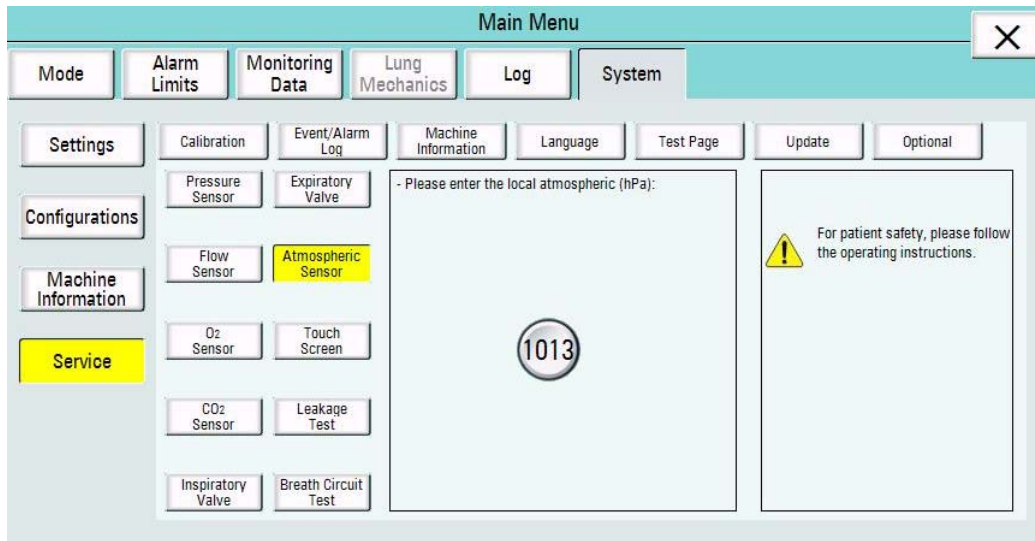 Main Menu
X
Mode
Alarm
Limits
Monitoring
Data
Lung
Mechanics
Log
System
Settings
Configurations
Machine
Information
Service
Calibration
Event/Alarm
Log
Machine
Information
Language
Test Page
Update
Optional
Pressure
Sensor
Expiratory
Valve
Flow
Sensor
Atmospheric
Sensor
O2
Sensor
Touch
Screen
CO2
Sensor
Leakage
Test
Inspiratory
Valve
Breath Circuit
Test
- Please enter the local atmospheric (hPa):
1013
For patient safety, please follow
the operating instructions.